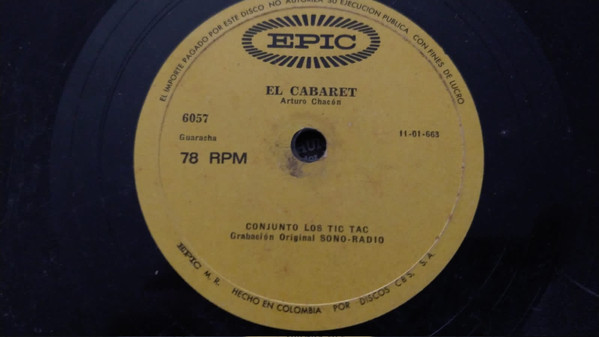 EL IMPORTE PAGADO POR ESTE DISCO NO AUTORIZA SU EJECUCION PUBLICA CON FINES DE LUCRO
EPIC
EL CABARET
Arturo Chacón
6057
Guaracha
11-01-663
78 RPM
CONJUNTO LOS TIC TAC
Grabación Original SONO-RADIO
EPIC M. R. HECHO EN COLOMBIA POR DISCOS CBS, S.A